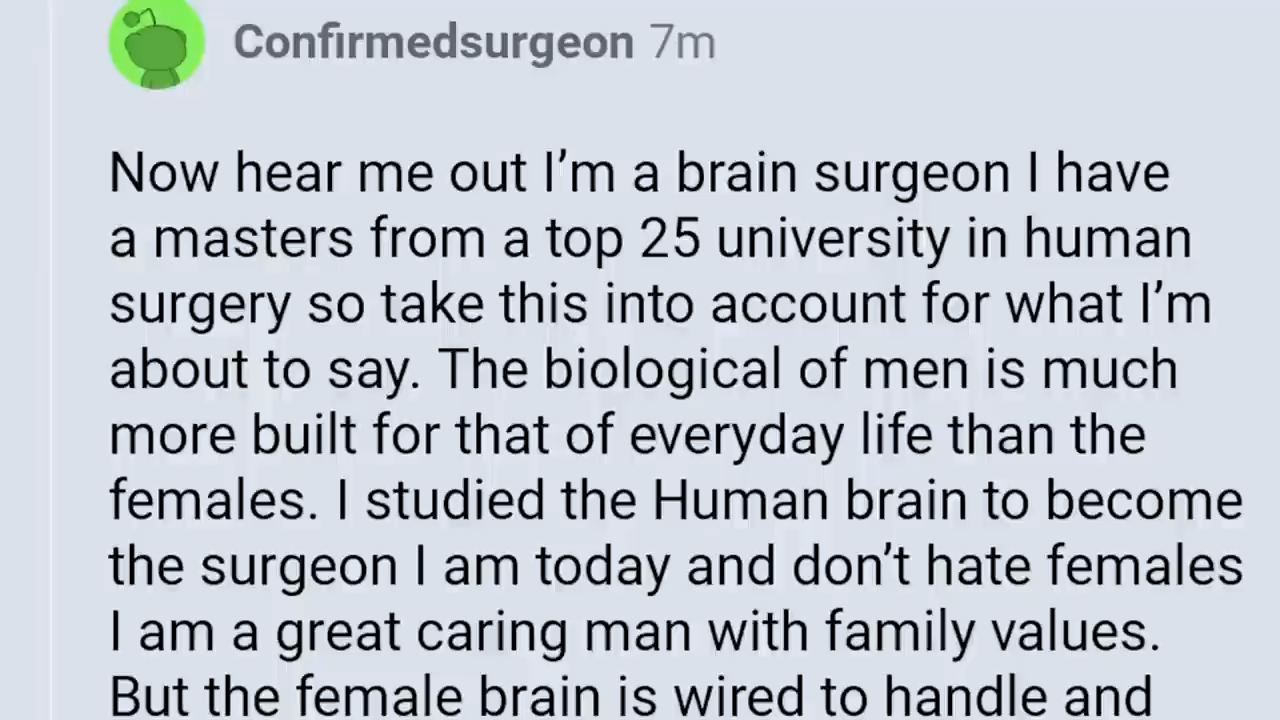 Confirmedsurgeon 7m
Now hear me out I’m a brain surgeon I have
a masters from a top 25 university in human
surgery so take this into account for what I’m
about to say. The biological of men is much
more built for that of everyday life than the
females. I studied the Human brain to become
the surgeon I am today and don’t hate females
I am a great caring man with family values.
But the female brain is wired to handle and